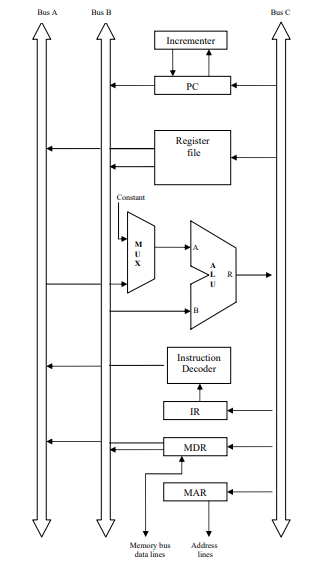 Bus A
Bus B
Bus C
Incrementer
PC
Register
file
Constant
M
U
X
A
A
L
U
R
B
Instruction
Decoder
IR
MDR
MAR
Memory bus
data lines
Address
lines